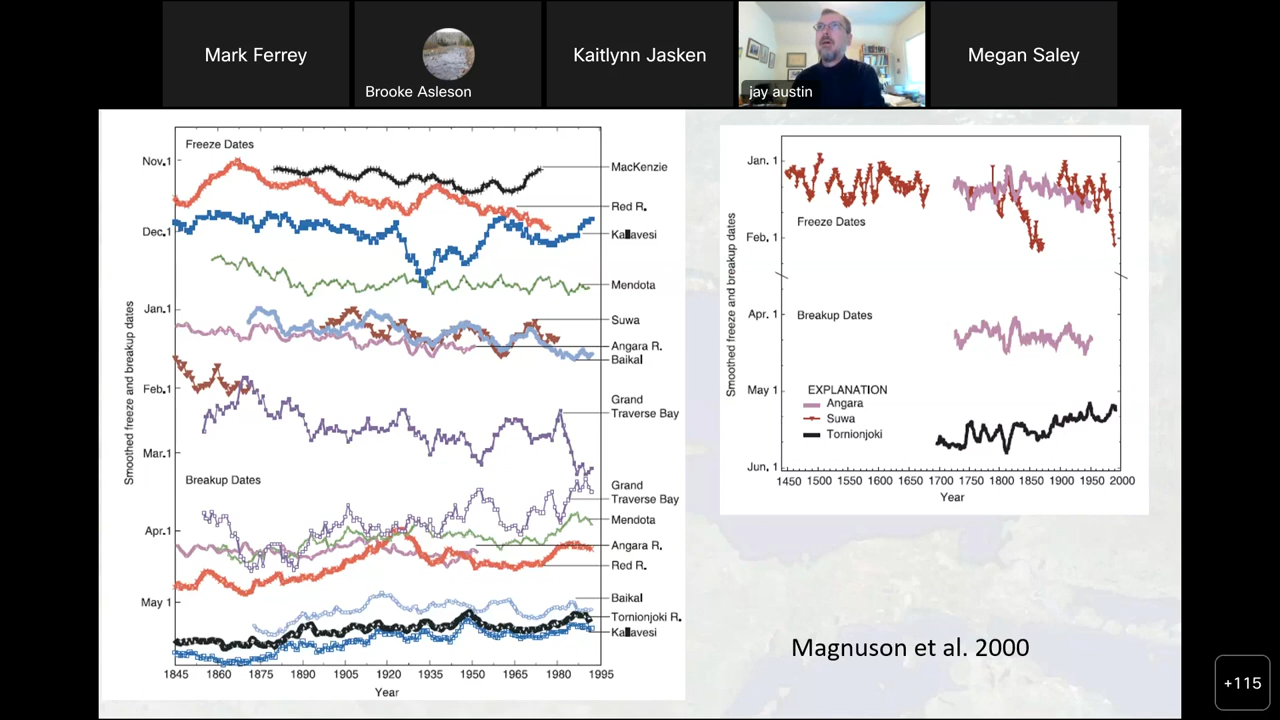 Mark Ferrey
Brooke Asleson
Kaitlynn Jasken
jay austin
Megan Saley
Freeze Dates
Nov.1
Dec.1
Jan.1
Feb.1
Mar.1
Apr.1
May 1
Smoothed freeze and breakup dates
MacKenzie
Red R.
Mendota
Suwa
Angara R.
Baikal
Grand
Traverse Bay
Breakup Dates
Grand
Traverse Bay
Mendota
Angara R.
Red R.
Baikal
Tornionjoki R.
1845 1860 1875 1890 1905 1920 1935 1950 1965 1980 1995
Year
Jan. 1
Feb. 1
Apr. 1
May 1
Jun. 1
Smoothed freeze and breakup dates
Freeze Dates
Breakup Dates
EXPLANATION
Angara
Suwa
Tornionjoki
1450 1500 1550 1600 1650 1700 1750 1800 1850 1900 1950 2000
Year
Magnuson et al. 2000
+115